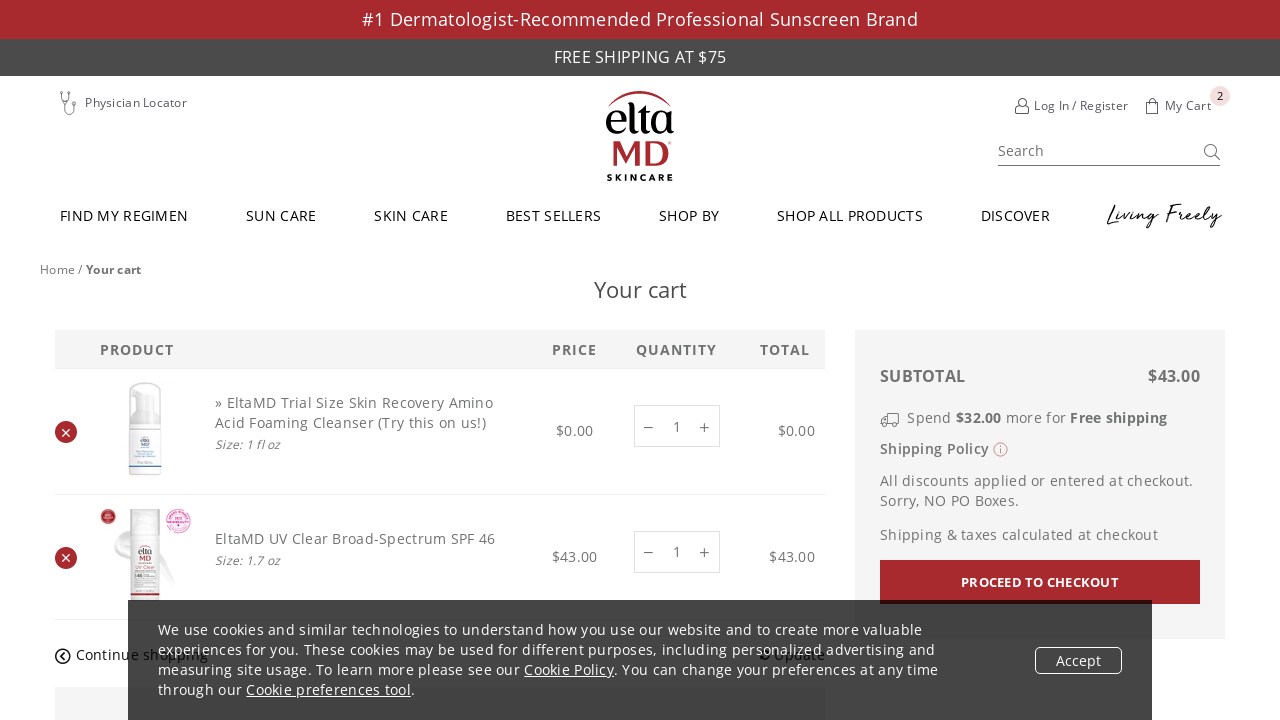 #1 Dermatologist-Recommended Professional Sunscreen Brand
FREE SHIPPING AT $75
Physician Locator
elta
MD®
SKINCARE
Log In / Register
My Cart
2
Search
FIND MY REGIMEN
SUN CARE
SKIN CARE
BEST SELLERS
SHOP BY
SHOP ALL PRODUCTS
DISCOVER
Living Freely
Home / Your cart
Your cart
PRODUCT
PRICE
QUANTITY
TOTAL
» EltaMD Trial Size Skin Recovery Amino
Acid Foaming Cleanser (Try this on us!)
Size: 1 fl oz
$0.00
1
$0.00
elta
MD
EltaMD UV Clear Broad-Spectrum SPF 46
Size: 1.7 oz
$43.00
1
$43.00
elta
MD
UV Clear
SUBTOTAL
$43.00
Spend $32.00 more for Free shipping
Shipping Policy
All discounts applied or entered at checkout.
Sorry, NO PO Boxes.
Shipping & taxes calculated at checkout
PROCEED TO CHECKOUT
Continue shopping
Update
We use cookies and similar technologies to understand how you use our website and to create more valuable
experiences for you. These cookies may be used for different purposes, including personalized advertising and
measuring site usage. To learn more please see our Cookie Policy. You can change your preferences at any time
through our Cookie preferences tool.
Accept